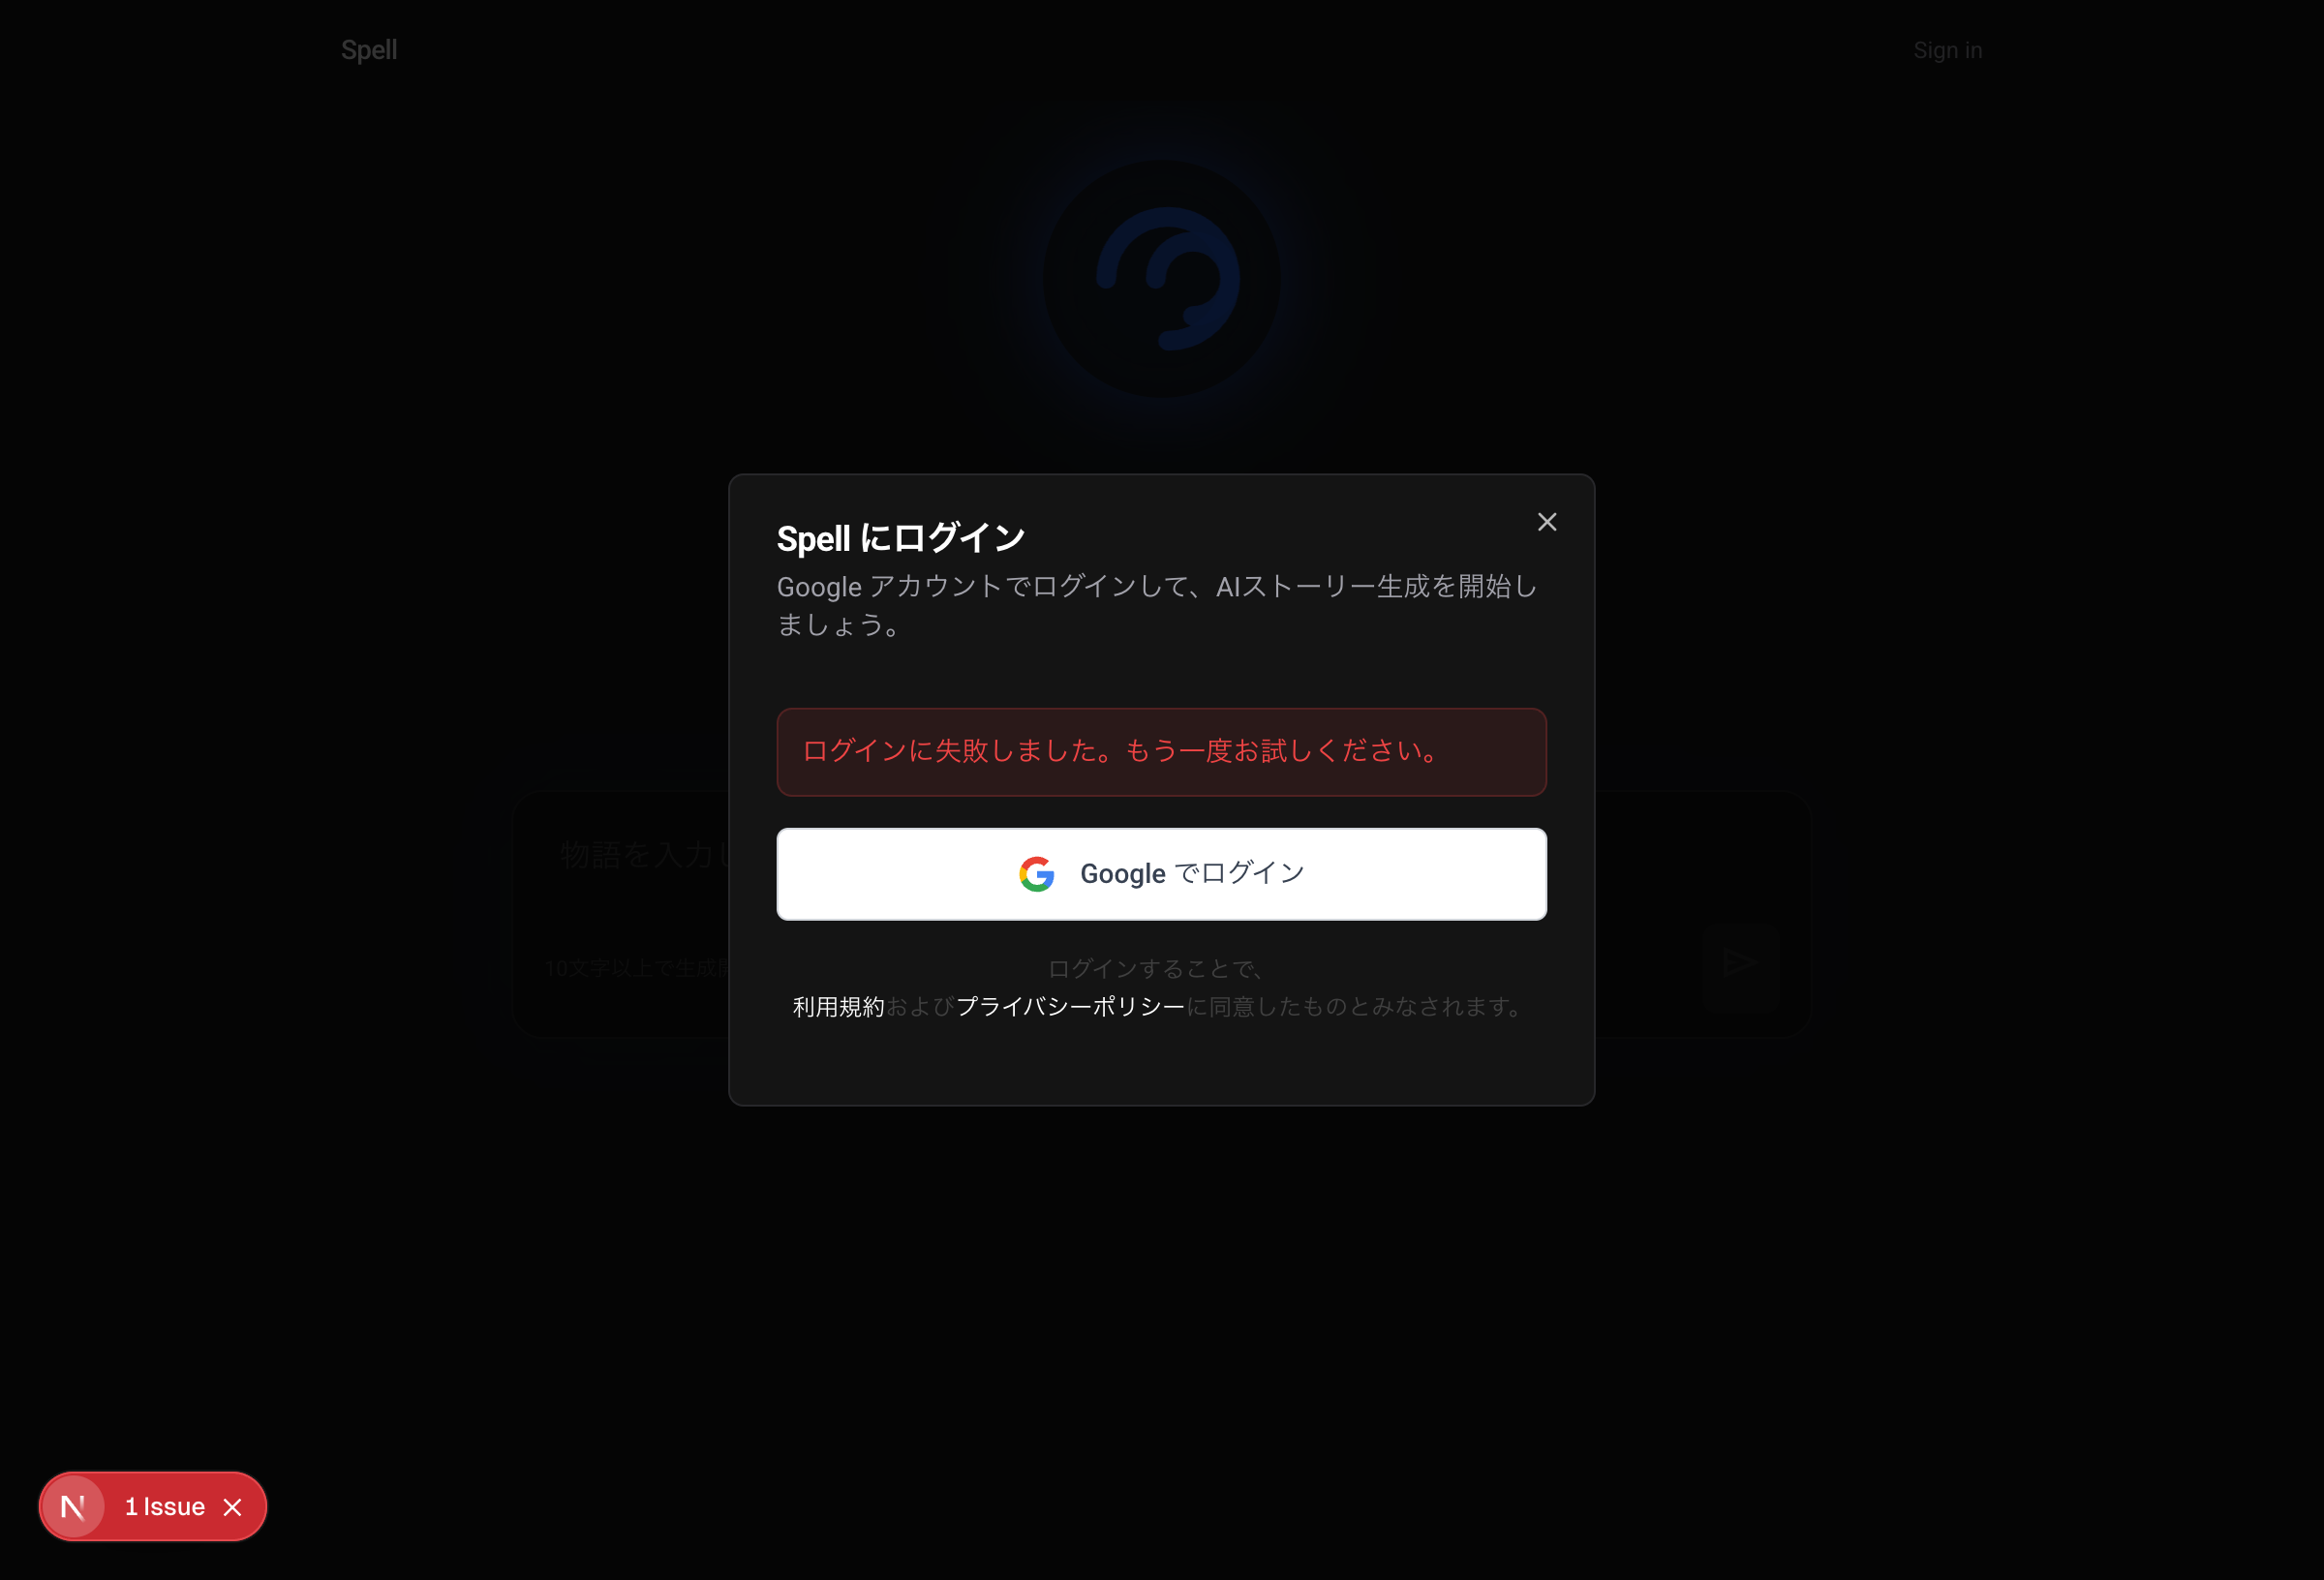 Spell
Sign in
Spell にログイン
Google アカウントでログインして、AIストーリー生成を開始し
ましょう。
ログインに失敗しました。もう一度お試しください。
物語を入力し
Google でログイン
10文字以上で生成開
ログインすることで、
利用規約およびプライバシーポリシーに同意したものとみなされます。
1 Issue